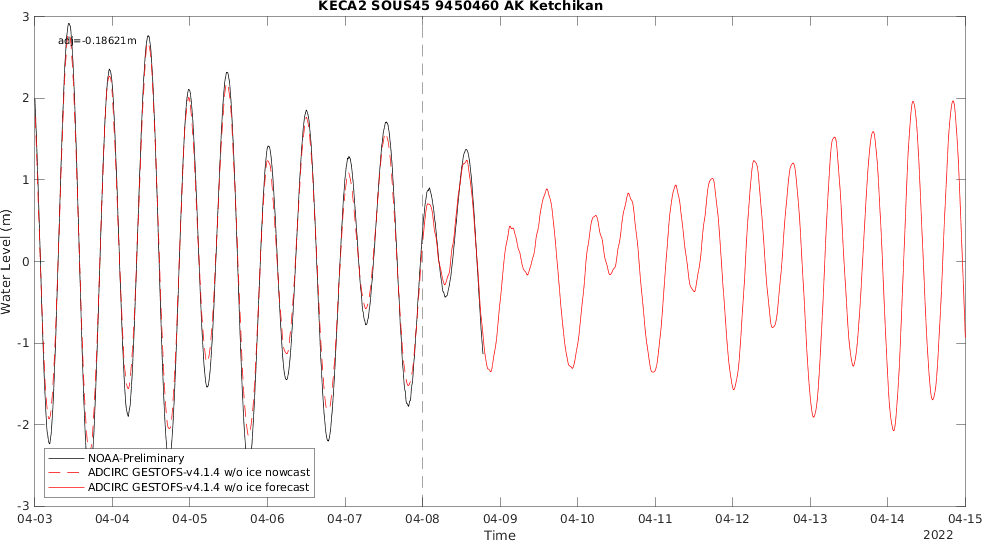 KECA2 SOUS45 9450460 AK Ketchikan
3
adj=-0.18621m
2
1
0
-1
-2
-3
Water Level (m)
NOAA-Preliminary
ADCIRC GESTOFS-v4.1.4 w/o ice nowcast
ADCIRC GESTOFS-v4.1.4 w/o ice forecast
04-03 04-04 04-05 04-06 04-07 04-08 04-09 04-10 04-11 04-12 04-13 04-14 04-15
Time
2022